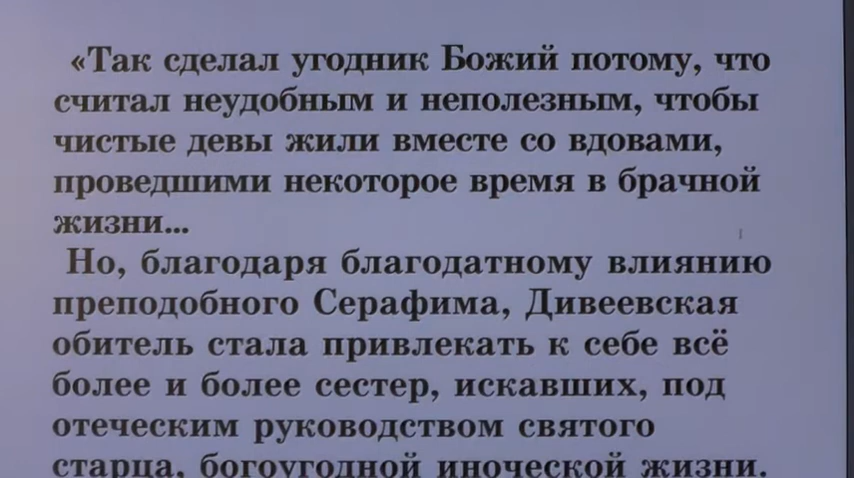 «Так сделал угодник Божий потому, что
считал неудобным и неполезным, чтобы
чистые девы жили вместе со вдовами,
проведшими некоторое время в брачной
жизни...
Но, благодаря благодатному влиянию
преподобного Серафима, Дивеевская
обитель стала привлекать к себе всё
более и более сестер, искавших, под
отеческим руководством святого
старца, богоугодной иноческой жизни.